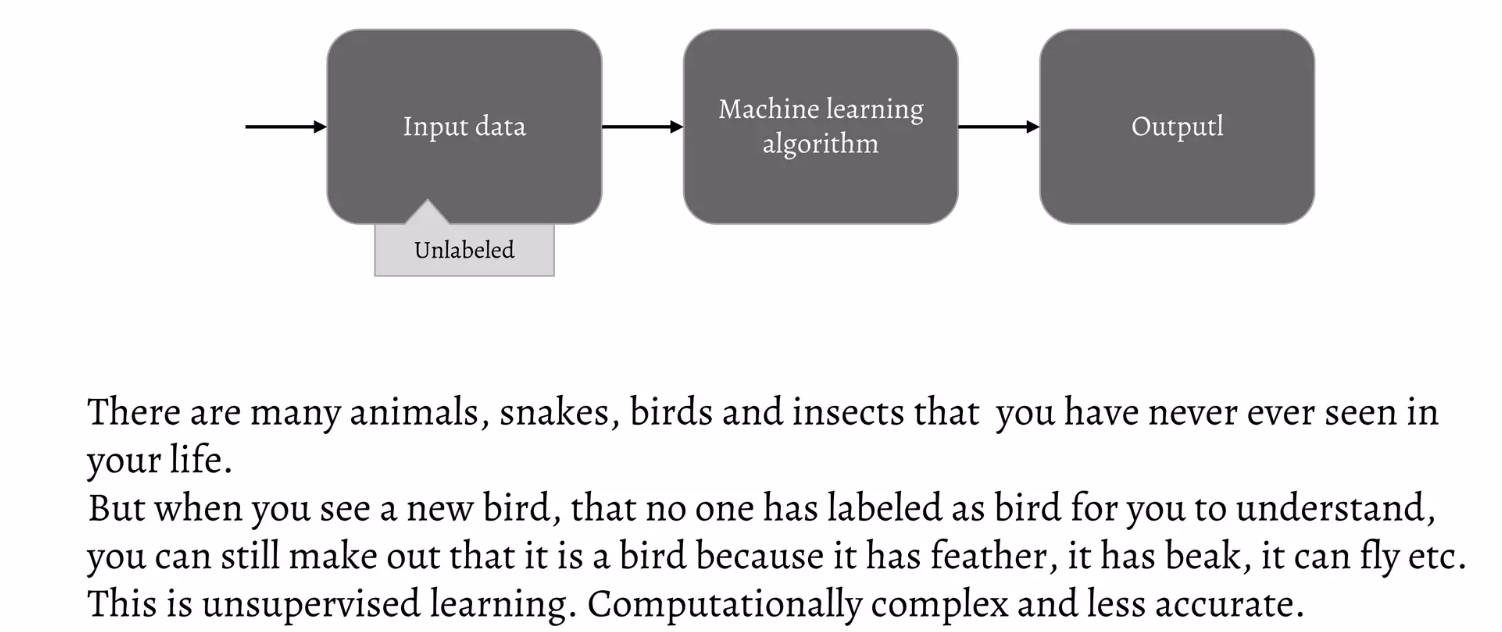 Input data
Machine learning
algorithm
Outputl
Unlabeled
There are many animals, snakes, birds and insects that  you have never ever seen in
your life.
But when you see a new bird, that no one has labeled as bird for you to understand,
you can still make out that it is a bird because it has feather, it has beak, it can fly etc.
This is unsupervised learning. Computationally complex and less accurate.